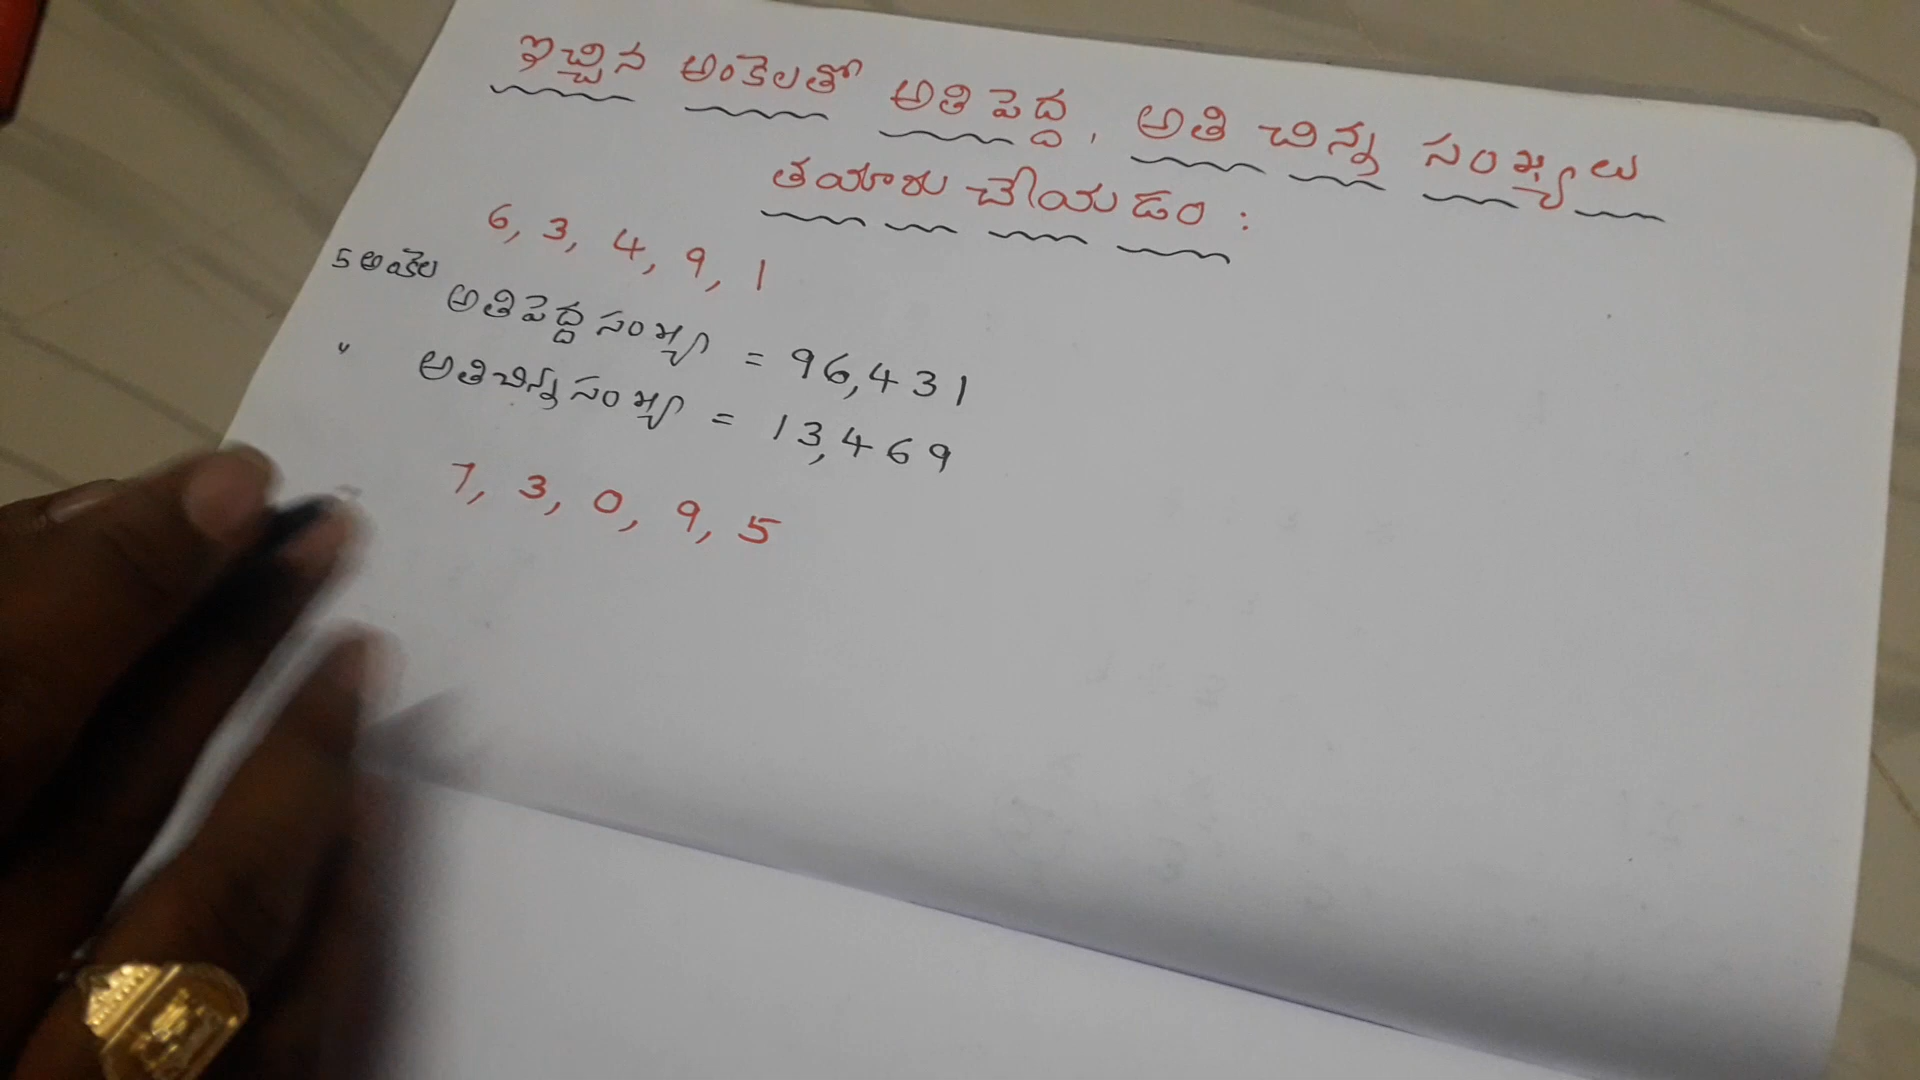 ఇచ్చిన అంకెలతో అతి పెద్ద, అతి చిన్న సంఖ్యలు
తయారు చేయడం :
6, 3, 4, 9, 1
5 అంకెల అతిపెద్ద సంఖ్య = 96,431
" అతిచిన్న సంఖ్య = 13,469
7, 3, 0, 9, 5